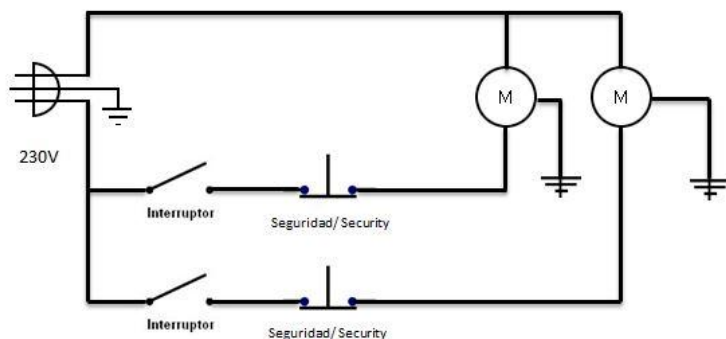 M
M
230V
Interruptor
Seguridad/ Security
Interruptor
Seguridad/ Security